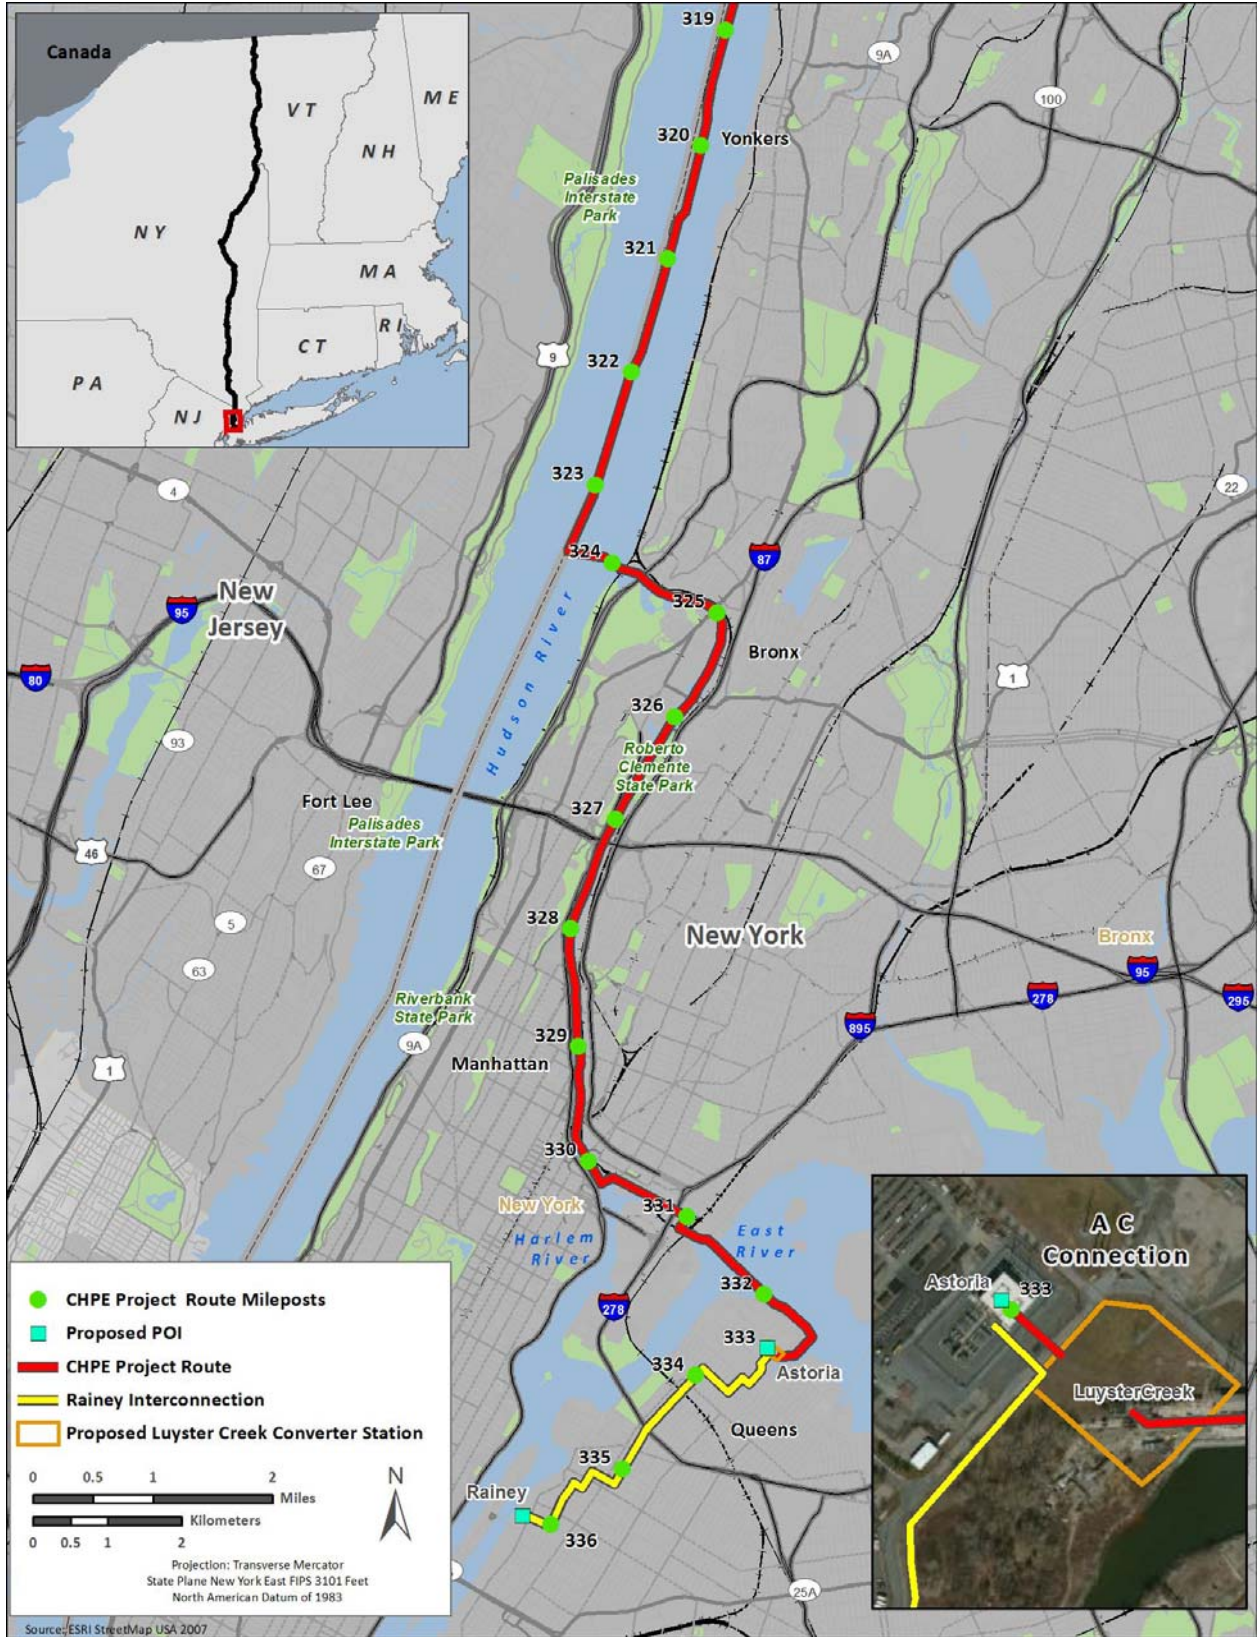 Canada
VT
ME
NH
NY
MA
RI
CT
PA
NJ
319
9A
100
320
Yonkers
Palisades
Interstate
Park
321
9
322
323
4
22
324
87
New
Jersey
95
325
Hudson River
Bronx
80
1
326
93
Roberto
Clemente
State Park
Fort Lee
327
Palisades
Interstate Park
46
67
328
5
New York
Bronx
95
63
278
295
Riverbank
State Park
895
9A
329
Manhattan
1
330
New York
331
Harlem
River
East
River
332
278
333
334
Astoria
Queens
335
Rainey
336
25A
A C
Connection
Astoria
333
LuysterCreek
CHPE Project Route Mileposts
Proposed POI
CHPE Project Route
Rainey Interconnection
Proposed Luyster Creek Converter Station
0 0.5 1 2
Miles
Kilometers
0 0.5 1 2
N
Projection: Transverse Mercator
State Plane New York East FIPS 3101 Feet
North American Datum of 1983
Source: ESRI StreetMap USA 2007